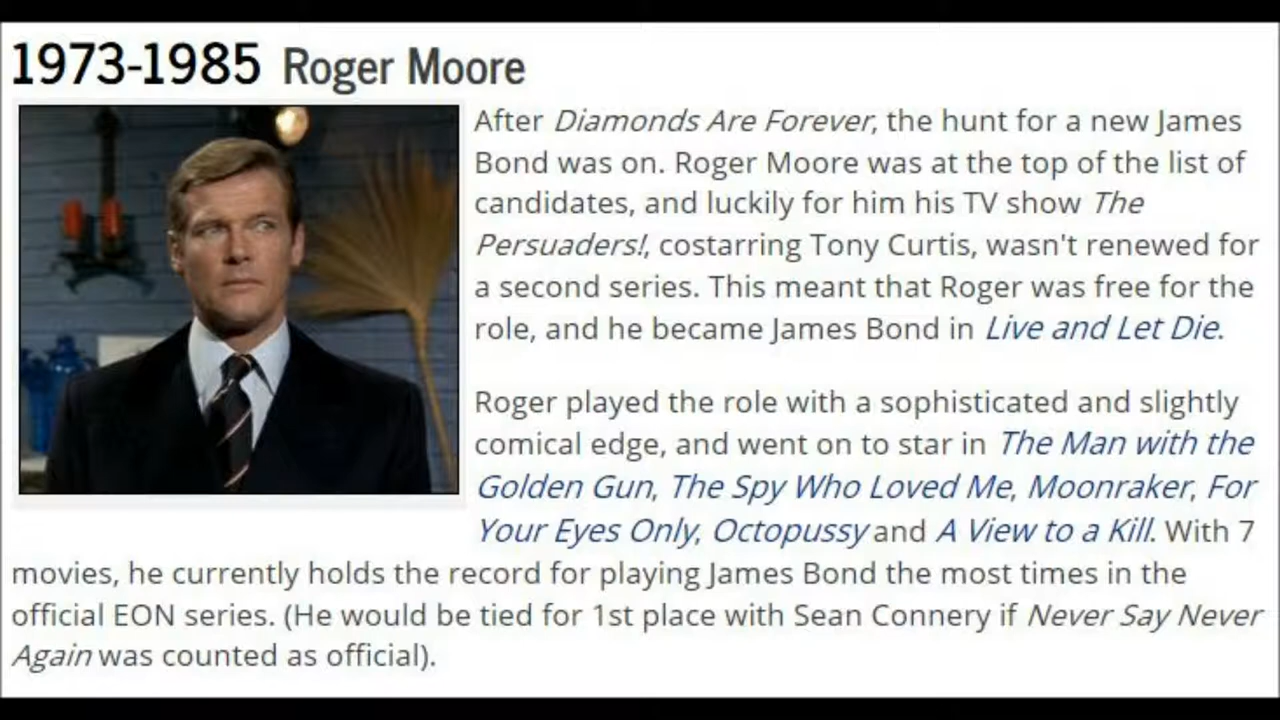 1973-1985 Roger Moore
After Diamonds Are Forever, the hunt for a new James
Bond was on. Roger Moore was at the top of the list of
candidates, and luckily for him his TV show The
Persuaders!, costarring Tony Curtis, wasn't renewed for
a second series. This meant that Roger was free for the
role, and he became James Bond in Live and Let Die.
Roger played the role with a sophisticated and slightly
comical edge, and went on to star in The Man with the
Golden Gun, The Spy Who Loved Me, Moonraker, For
Your Eyes Only, Octopussy and A View to a Kill. With 7
movies, he currently holds the record for playing James Bond the most times in the
official EON series. (He would be tied for 1st place with Sean Connery if Never Say Never
Again was counted as official).